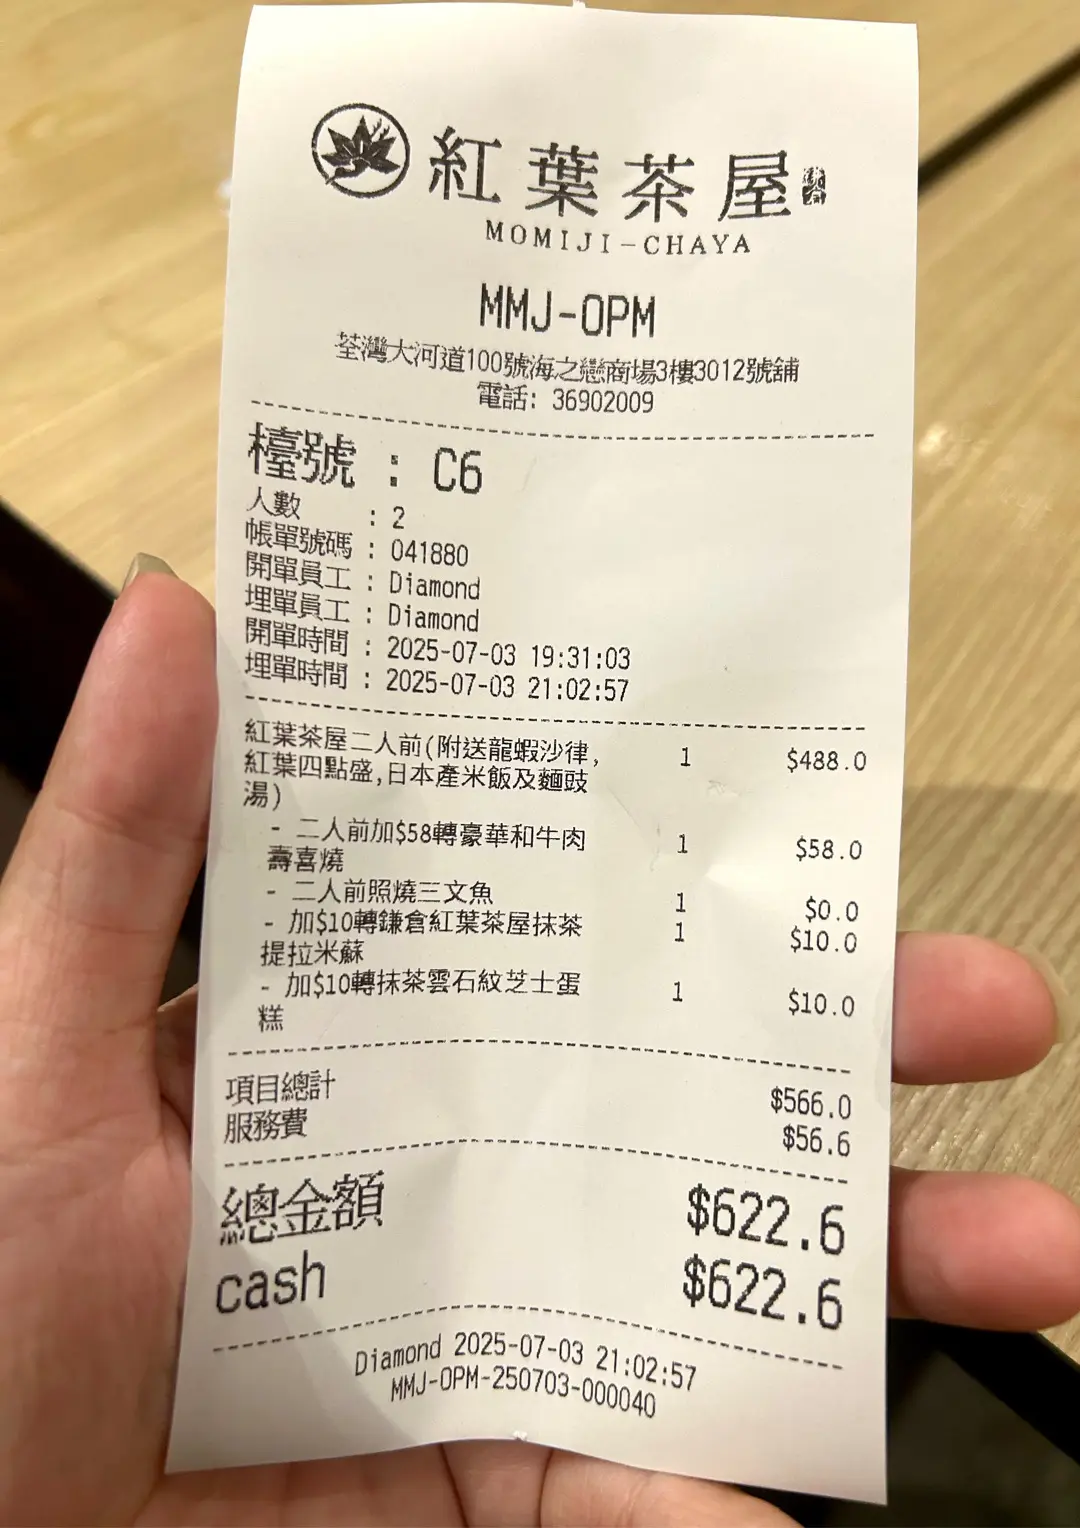 紅葉茶屋
MOMIJI-CHAYA
MMJ-OPM
荃灣大河道100號海之戀商場3樓3012號舖
電話: 36902009
檯號 : C6
人數 : 2
帳單號碼 : 041880
開單員工 : Diamond
埋單員工 : Diamond
開單時間 : 2025-07-03 19:31:03
埋單時間 : 2025-07-03 21:02:57
紅葉茶屋二人前(附送龍蝦沙律, 1 $488.0
紅葉四點盛,日本產米飯及麵豉
湯)
- 二人前加$58轉豪華和牛肉 1 $58.0
壽喜燒
- 二人前照燒三文魚 1 $0.0
- 加$10轉鎌倉紅葉茶屋抹茶 1 $10.0
提拉米蘇
- 加$10轉抹茶雲石紋芝士蛋 1 $10.0
糕
項目總計 $566.0
服務費 $56.6
總金額 $622.6
cash $622.6
Diamond 2025-07-03 21:02:57
MMJ-OPM-250703-000040